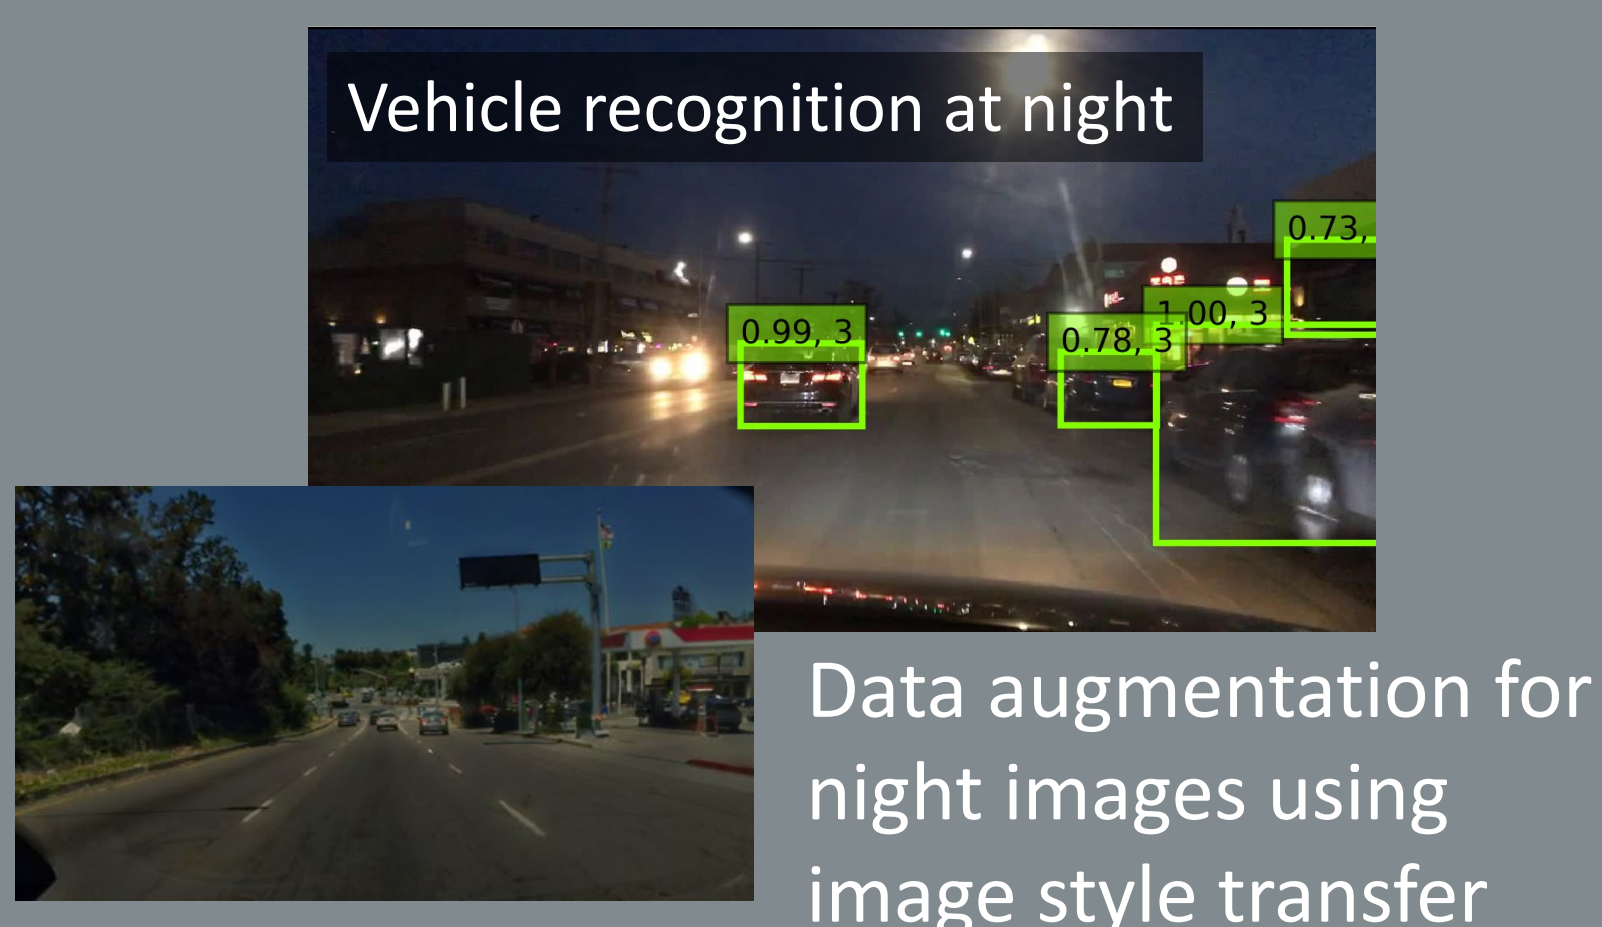 Vehicle recognition at night
0.73,
1.00, 3
0.99, 3
0.78, 3
Data augmentation for
night images using
image style transfer